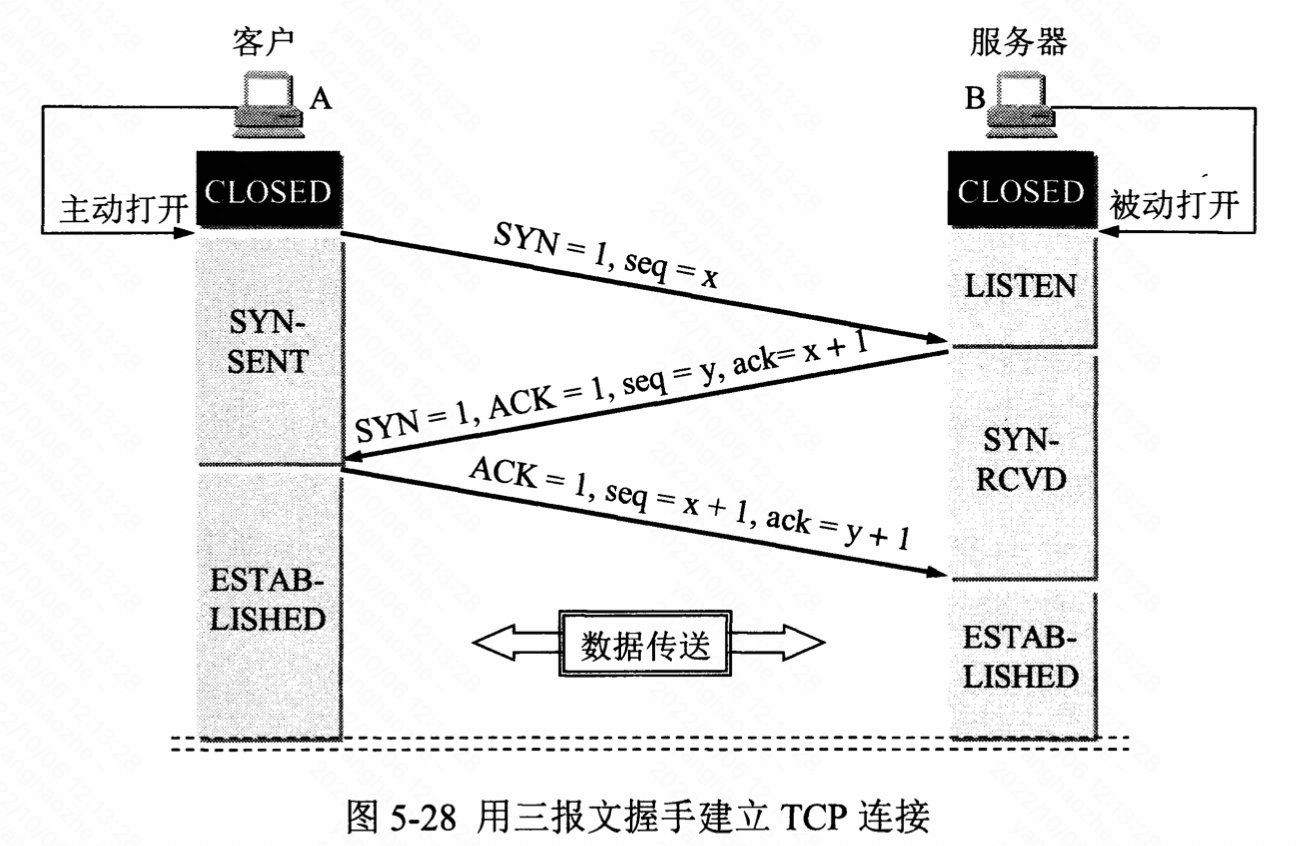 客户
服务器
A
B
CLOSED
CLOSED
主动打开
被动打开
SYN = 1, seq = x
LISTEN
SYN-
SENT
SYN = 1, ACK = 1, seq = y, ack= x + 1
SYN-
RCVD
ACK = 1, seq = x + 1, ack = y + 1
ESTAB-
LISHED
数据传送
ESTAB-
LISHED
图 5-28 用三报文握手建立 TCP 连接